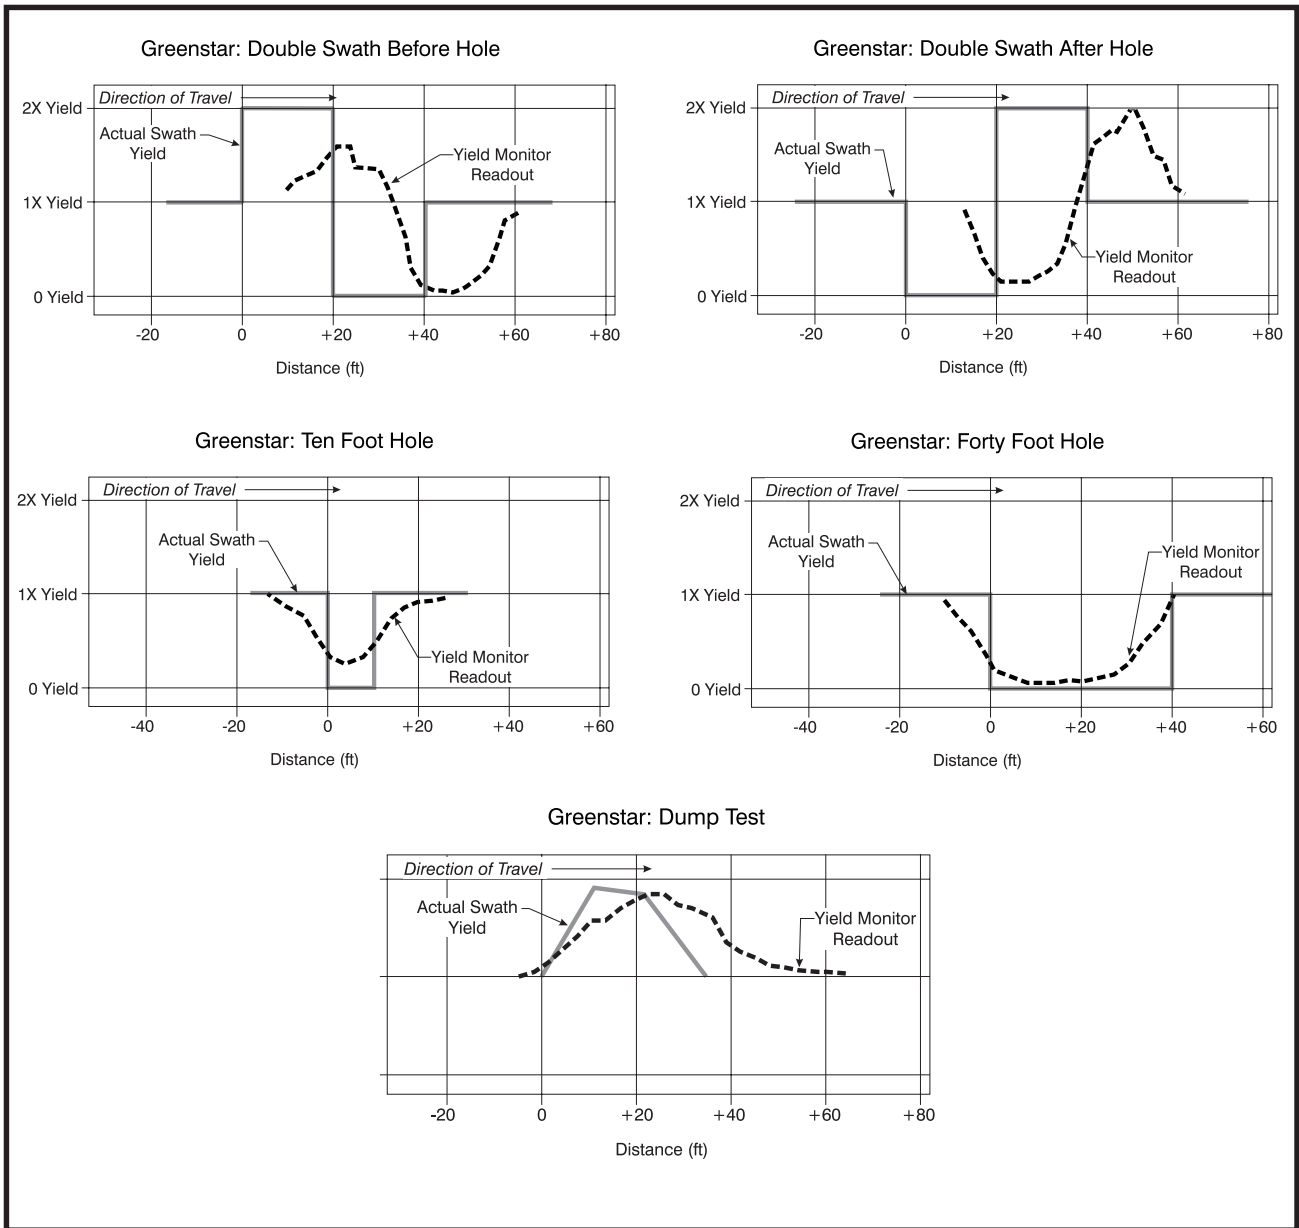 Greenstar: Double Swath Before Hole
Direction of Travel
2X Yield
Actual Swath
Yield
Yield Monitor
Readout
1X Yield
0 Yield
-20 0 +20 +40 +60 +80
Distance (ft)
Greenstar: Double Swath After Hole
Direction of Travel
2X Yield
Actual Swath
Yield
1X Yield
Yield Monitor
Readout
0 Yield
-20 0 +20 +40 +60 +80
Distance (ft)
Greenstar: Ten Foot Hole
Direction of Travel
2X Yield
Actual Swath
Yield
1X Yield
Yield Monitor
Readout
0 Yield
-40 -20 0 +20 +40 +60
Distance (ft)
Greenstar: Forty Foot Hole
Direction of Travel
2X Yield
Actual Swath
Yield
Yield Monitor
Readout
1X Yield
0 Yield
-40 -20 0 +20 +40 +60
Distance (ft)
Greenstar: Dump Test
Direction of Travel
Actual Swath
Yield
Yield Monitor
Readout
-20 0 +20 +40 +60 +80
Distance (ft)